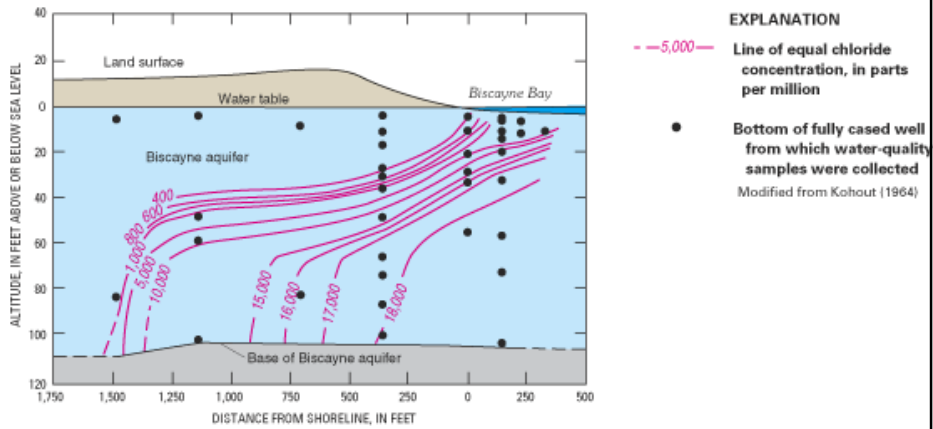 40
20
0
20
40
60
80
100
120
ALTITUDE, IN FEET ABOVE OR BELOW SEA LEVEL
Land surface
Water table
Biscayne Bay
Biscayne aquifer
400
600
800
1,000
5,000
10,000
15,000
16,000
17,000
18,000
Base of Biscayne aquifer
1,750
1,500
1,250
1,000
750
500
250
0
250
500
DISTANCE FROM SHORELINE, IN FEET
EXPLANATION
5,000
Line of equal chloride
concentration, in parts
per million
Bottom of fully cased well
from which water-quality
samples were collected
Modified from Kohout (1964)